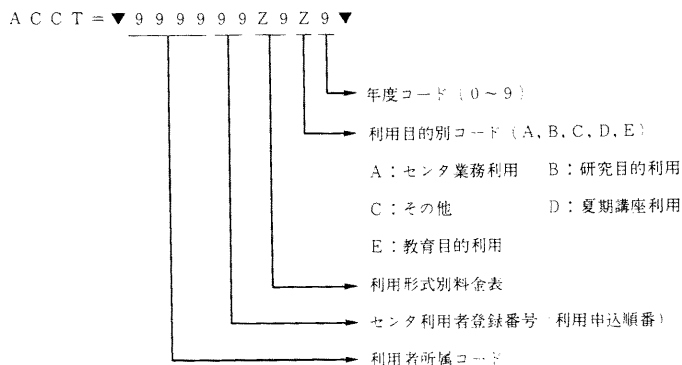 ACCT=▼999999Z9Z9▼
年度コード(0~9)
利用目的別コード(A,B,C,D,E)
A:センタ業務利用 B:研究目的利用
C:その他 D:夏期講座利用
E:教育目的利用
利用形式別料金表
センタ利用者登録番号(利用申込順番)
利用者所属コード